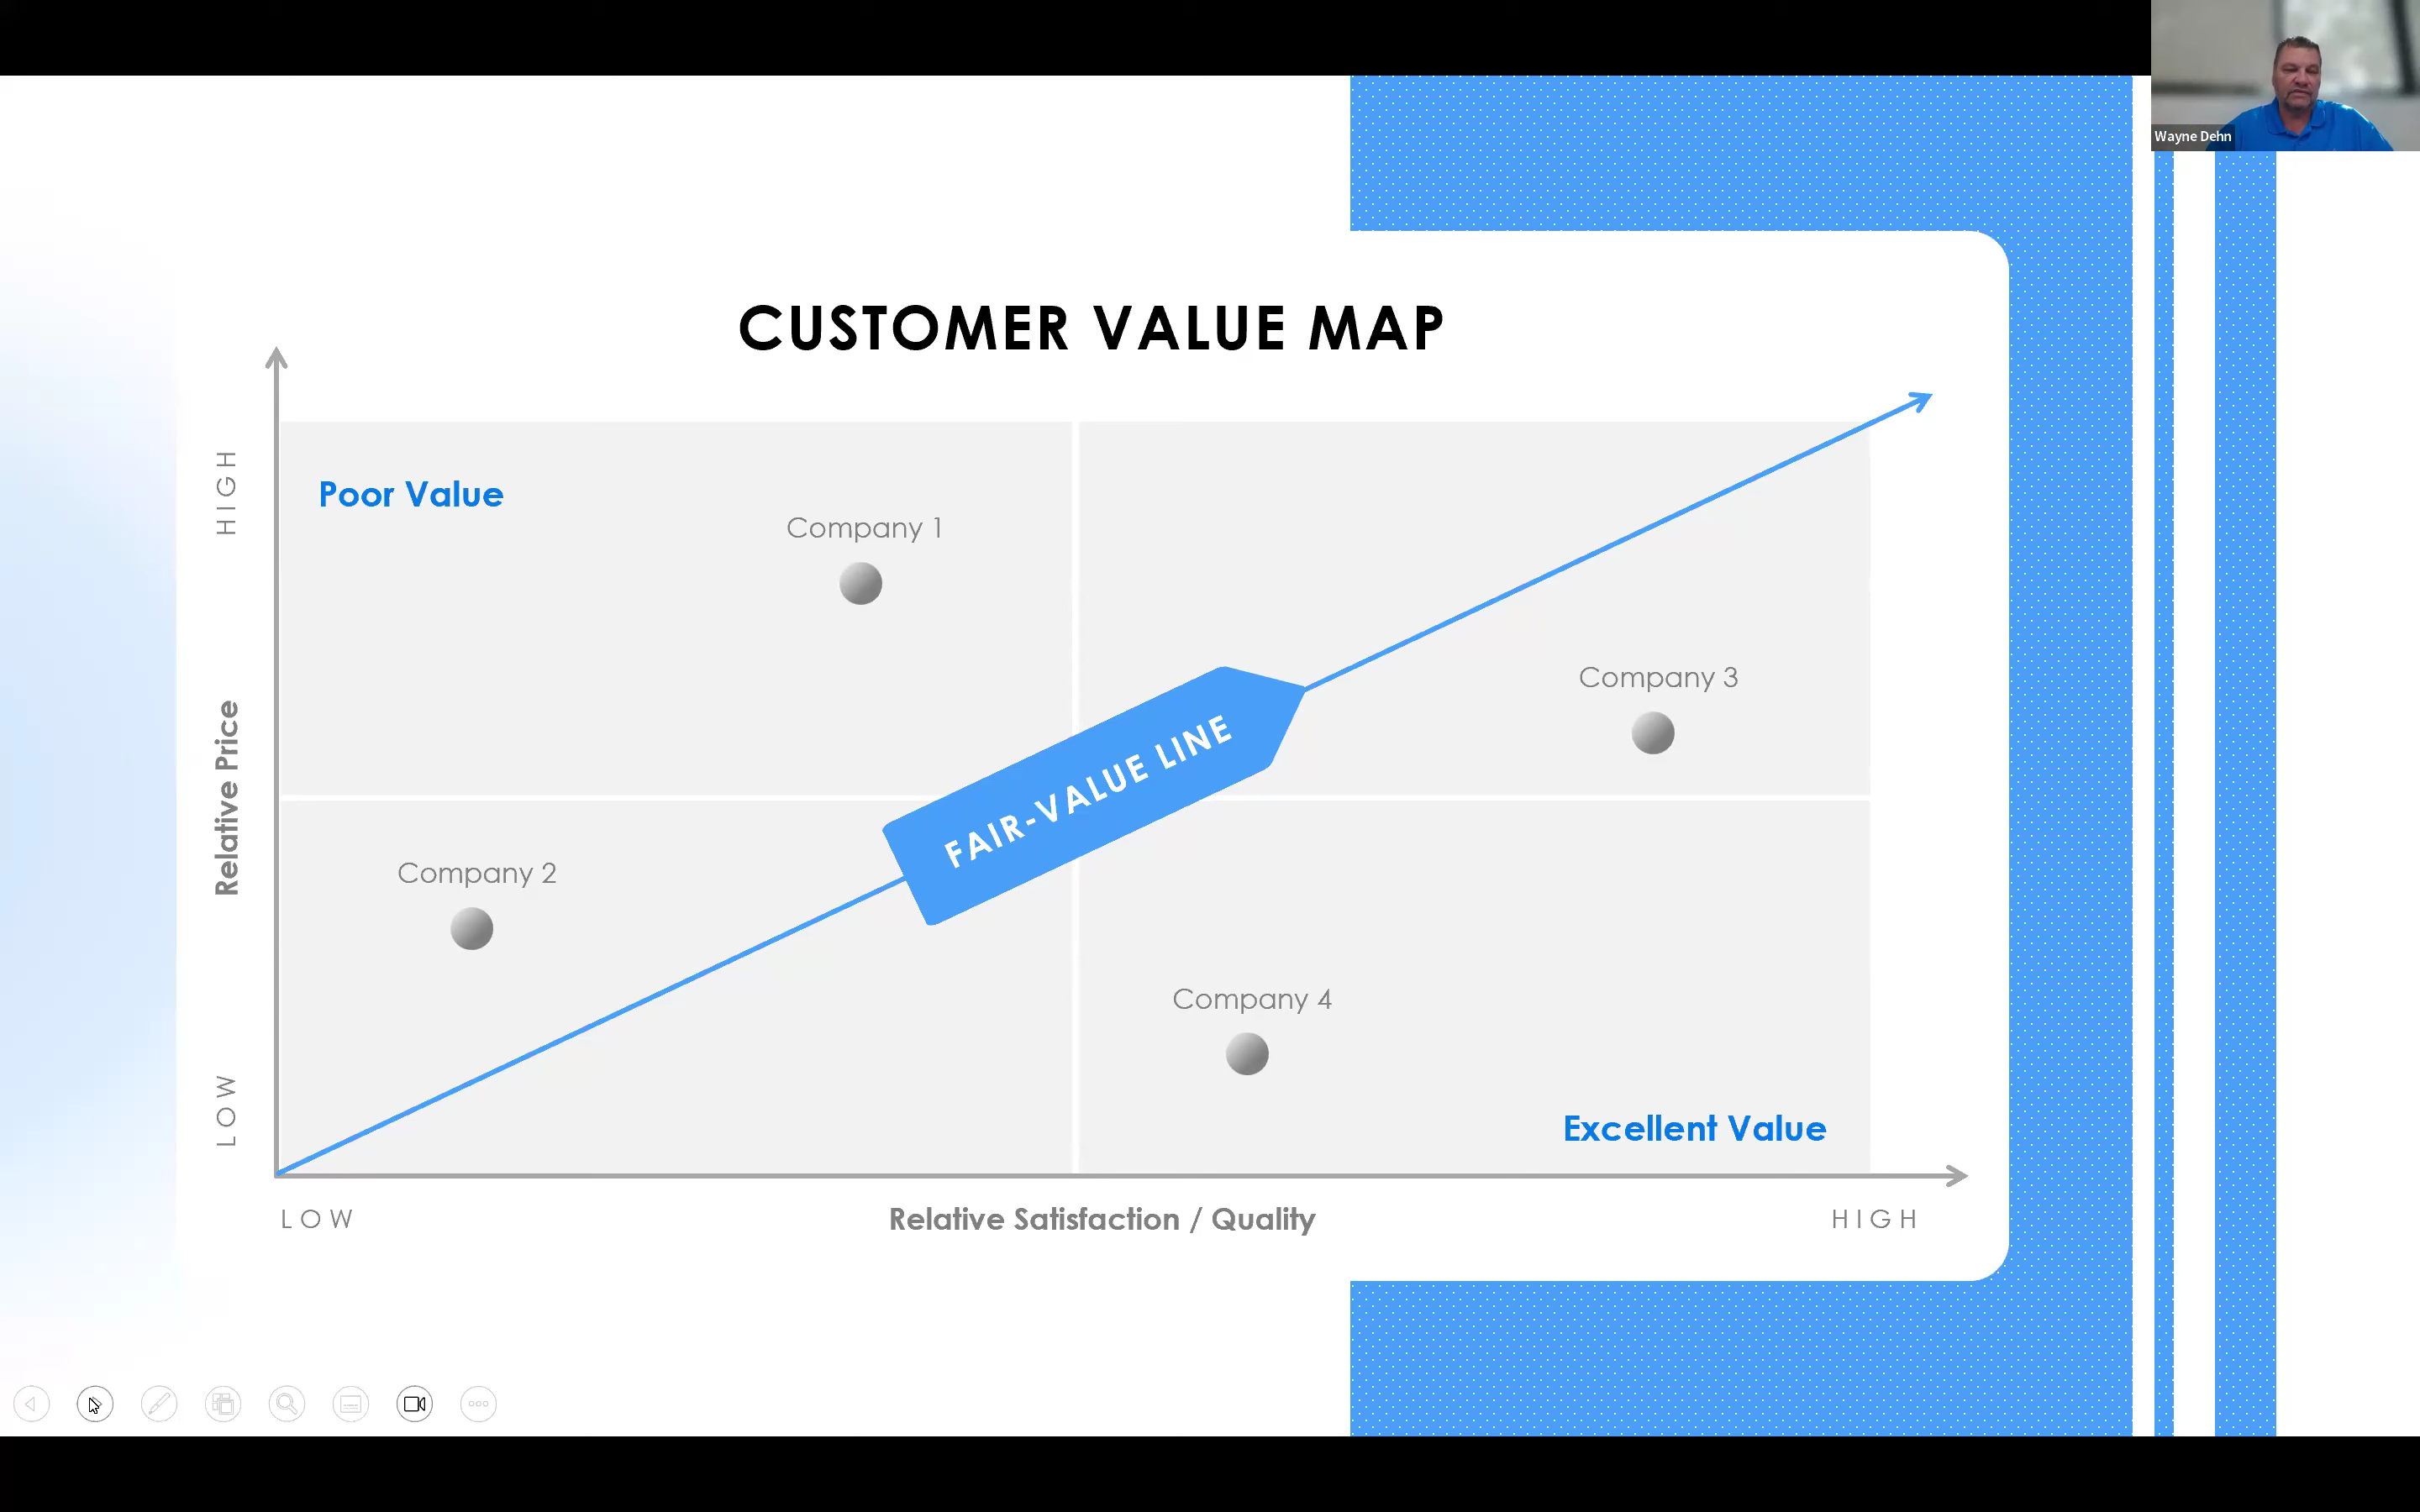 Wayne Dehn
CUSTOMER VALUE MAP
HIGH
Poor Value
Company 1
Company 3
Relative Price
FAIR-VALUE LINE
Company 2
Company 4
LOW
Excellent Value
LOW
Relative Satisfaction / Quality
HIGH